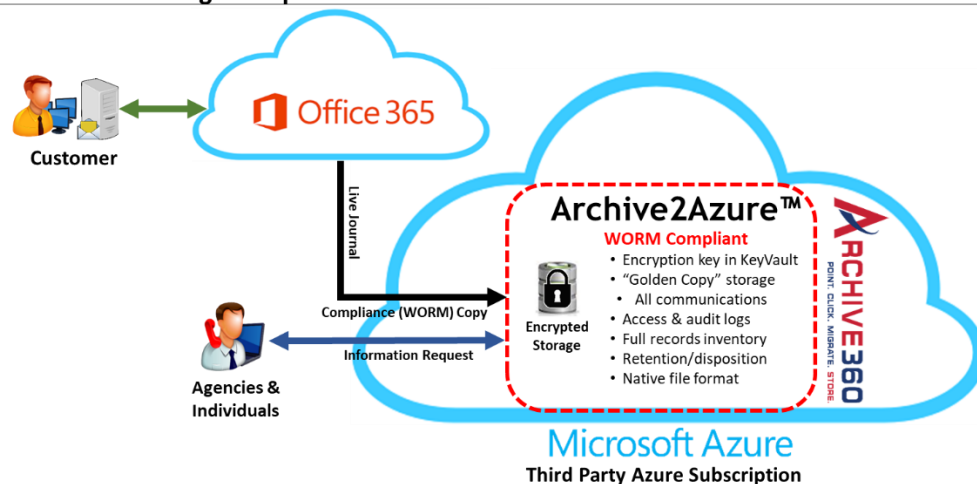 Office 365
Customer
Live Journal
Archive2Azure™
WORM Compliant
• Encryption key in KeyVault
• “Golden Copy” storage
• All communications
• Access & audit logs
• Full records inventory
• Retention/disposition
• Native file format
Encrypted
Storage
Compliance (WORM) Copy
Information Request
Agencies &
Individuals
ARCHIVE360
POINT. CLICK. MIGRATE. STORE.
Microsoft Azure
Third Party Azure Subscription